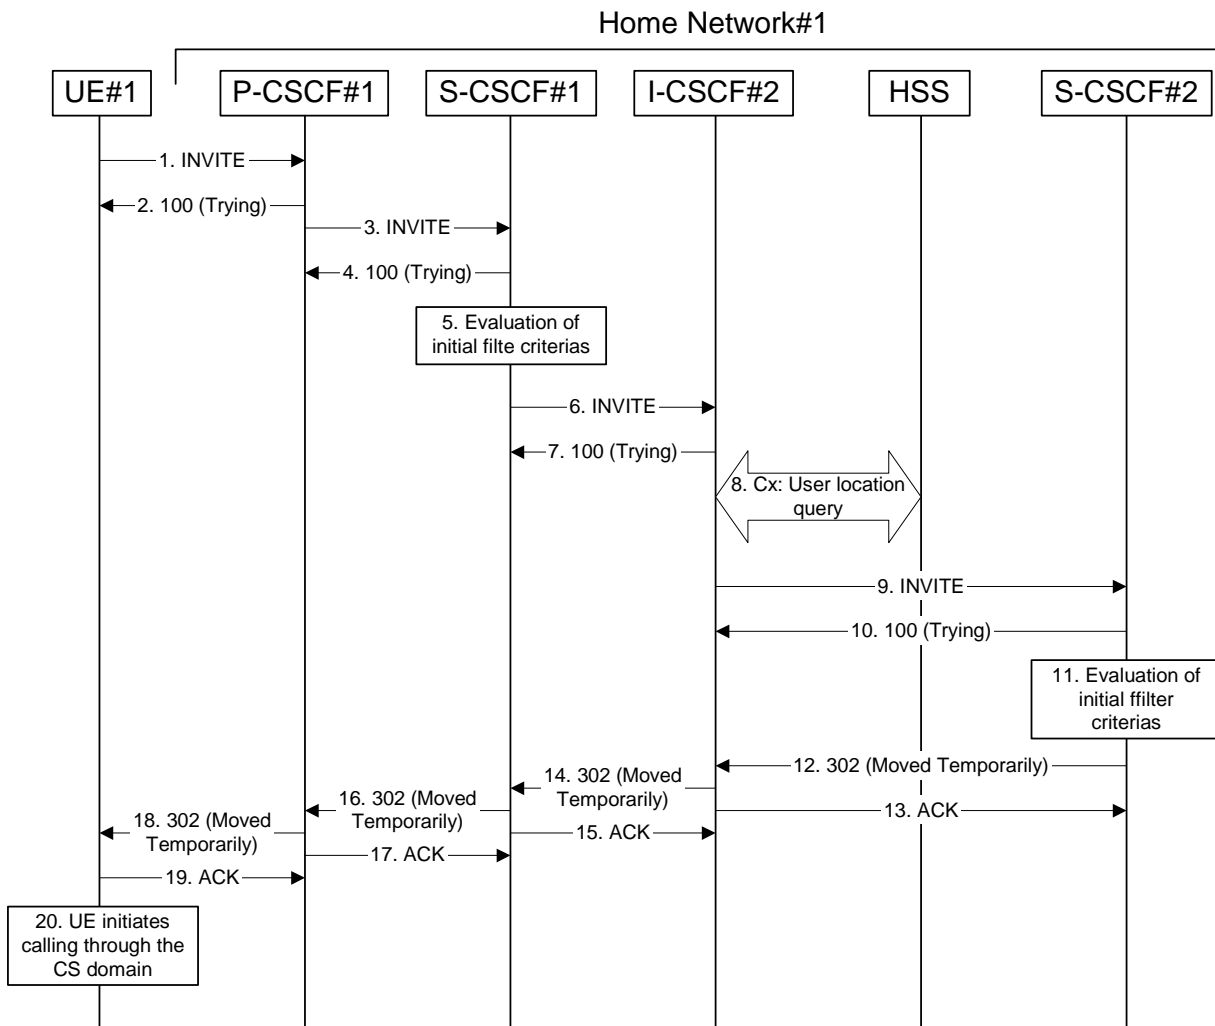 Home Network#1
UE#1
P-CSCF#1
S-CSCF#1
I-CSCF#2
HSS
S-CSCF#2
1. INVITE
2. 100 (Trying)
3. INVITE
4. 100 (Trying)
5. Evaluation of
initial filte criterias
6. INVITE
7. 100 (Trying)
8. Cx: User location
query
9. INVITE
10. 100 (Trying)
11. Evaluation of
initial ffilter
criterias
12. 302 (Moved Temporarily)
13. ACK
14. 302 (Moved
Temporarily)
15. ACK
16. 302 (Moved
Temporarily)
17. ACK
18. 302 (Moved
Temporarily)
19. ACK
20. UE initiates
calling through the
CS domain